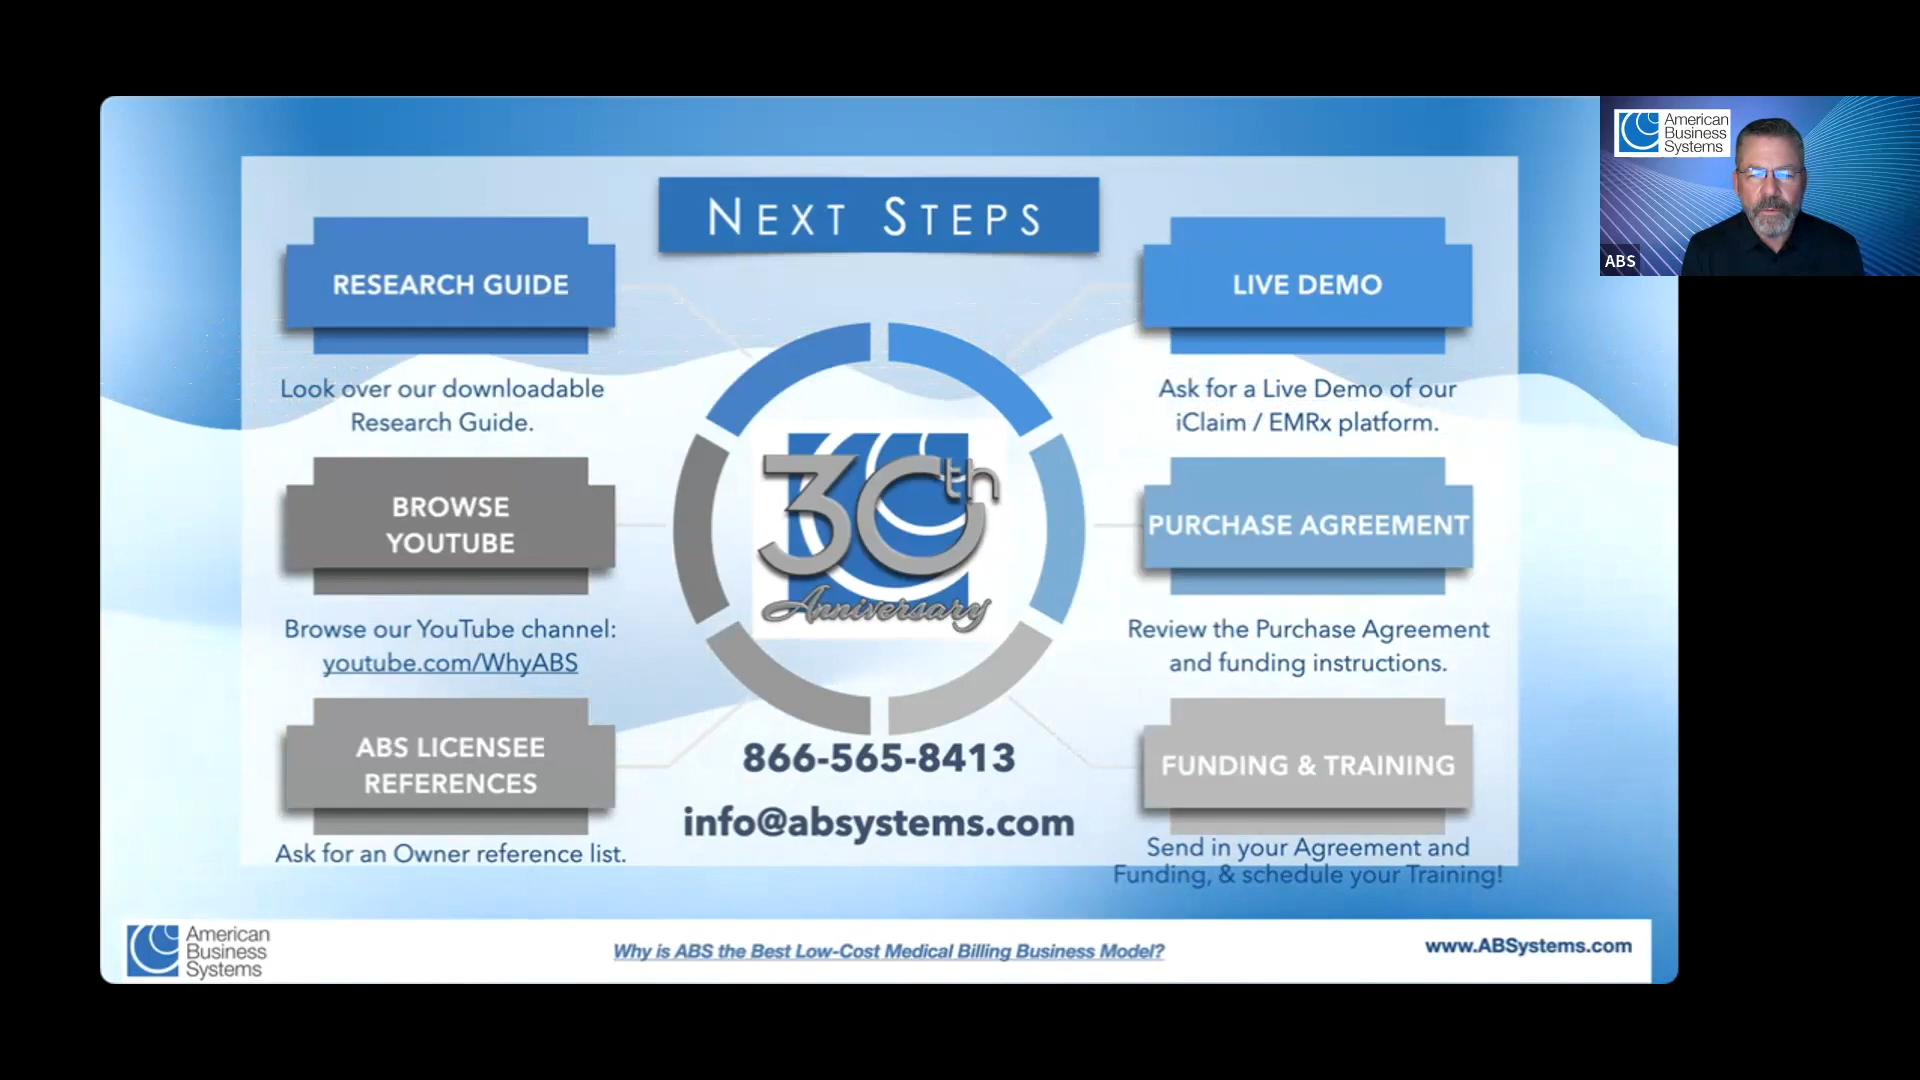 NEXT STEPS
RESEARCH GUIDE
Look over our downloadable
Research Guide.
BROWSE
YOUTUBE
Browse our YouTube channel:
youtube.com/WhyABS
ABS LICENSEE
REFERENCES
Ask for an Owner reference list.
30th
Anniversary
866-565-8413
info@absystems.com
LIVE DEMO
Ask for a Live Demo of our
iClaim / EMRx platform.
PURCHASE AGREEMENT
Review the Purchase Agreement
and funding instructions.
FUNDING & TRAINING
Send in your Agreement and
Funding, & schedule your Training!
American
Business
Systems
Why is ABS the Best Low-Cost Medical Billing Business Model?
www.ABSystems.com
American
Business
Systems
ABS